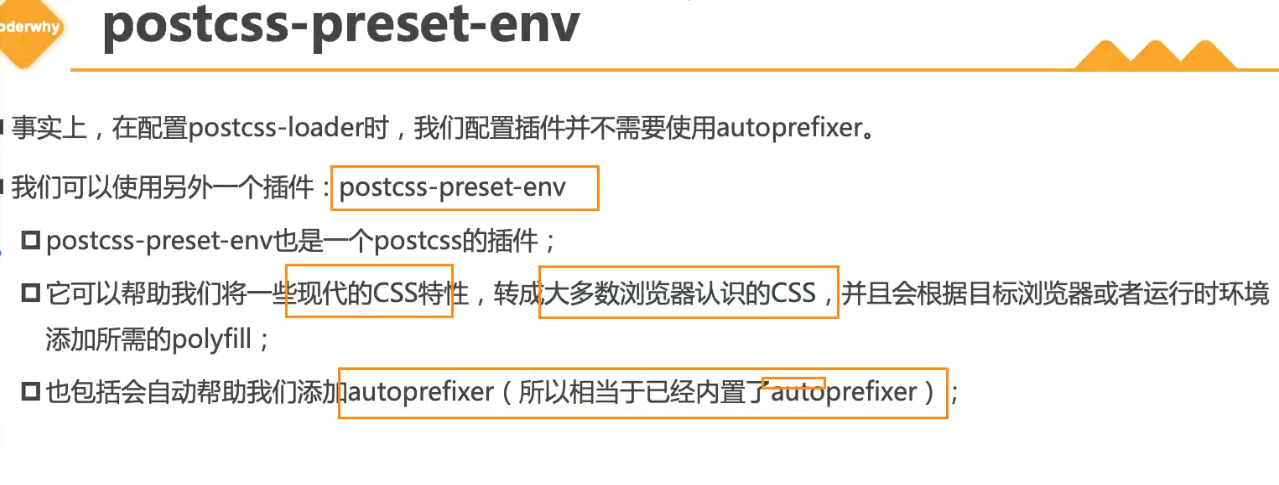 oderwhy
postcss-preset-env
事实上，在配置postcss-loader时，我们配置插件并不需要使用autoprefixer。
我们可以使用另外一个插件：postcss-preset-env
postcss-preset-env也是一个postcss的插件；
它可以帮助我们将一些现代的CSS特性，转成大多数浏览器认识的CSS，并且会根据目标浏览器或者运行时环境
添加所需的polyfill；
也包括会自动帮助我们添加autoprefixer（所以相当于已经内置了autoprefixer）；